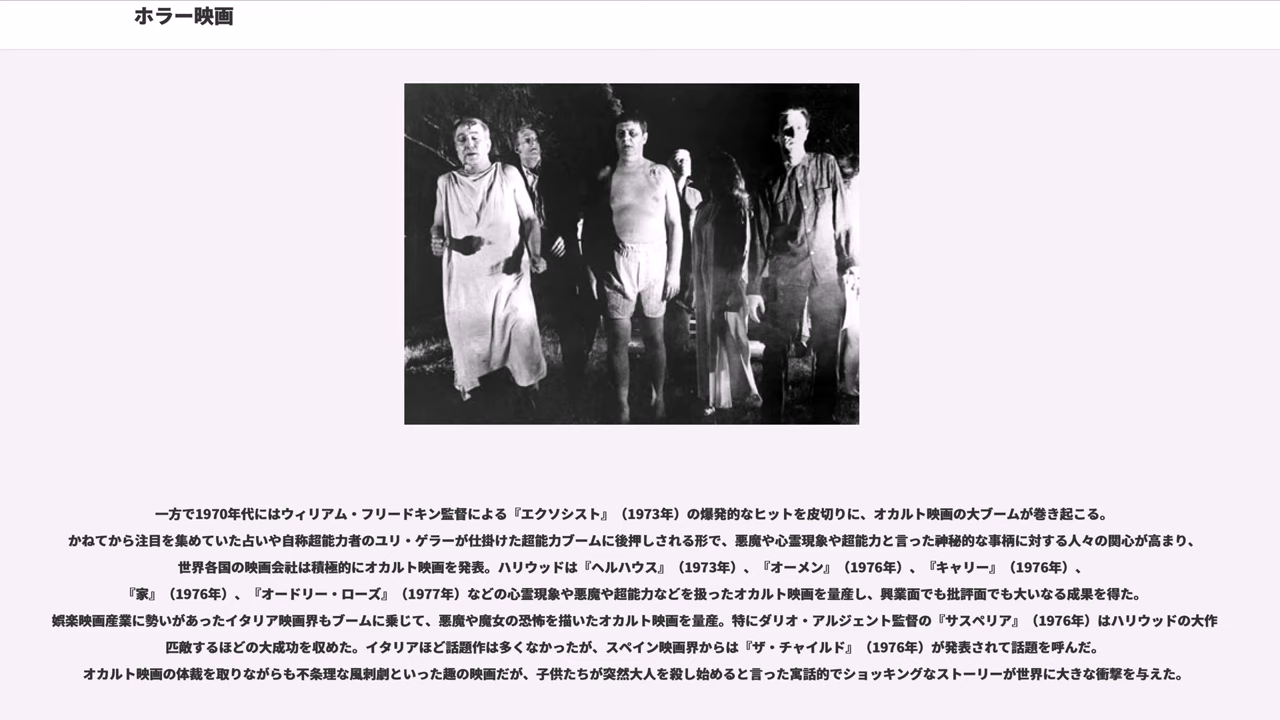 ホラー映画
一方で1970年代にはウィリアム・フリードキン監督による『エクソシスト』（1973年）の爆発的なヒットを皮切りに、オカルト映画の大ブームが巻き起こる。
かねてから注目を集めていた占いや自称超能力者のユリ・ゲラーが仕掛けた超能力ブームに後押しされる形で、悪魔や心霊現象や超能力と言った神秘的な事柄に対する人々の関心が高まり、
世界各国の映画会社は積極的にオカルト映画を発表。ハリウッドは『ヘルハウス』（1973年）、『オーメン』（1976年）、『キャリー』（1976年）、
『家』（1976年）、『オードリー・ローズ』（1977年）などの心霊現象や悪魔や超能力などを扱ったオカルト映画を量産し、興業面でも批評面でも大いなる成果を得た。
娯楽映画産業に勢いがあったイタリア映画界もブームに乗じて、悪魔や魔女の恐怖を描いたオカルト映画を量産。特にダリオ・アルジェント監督の『サスペリア』（1976年）はハリウッドの大作
匹敵するほどの大成功を収めた。イタリアほど話題作は多くなかったが、スペイン映画界からは『ザ・チャイルド』（1976年）が発表されて話題を呼んだ。
オカルト映画の体裁を取りながらも不条理な風刺劇といった趣の映画だが、子供たちが突然大人を殺し始めると言った寓話的でショッキングなストーリーが世界に大きな衝撃を与えた。